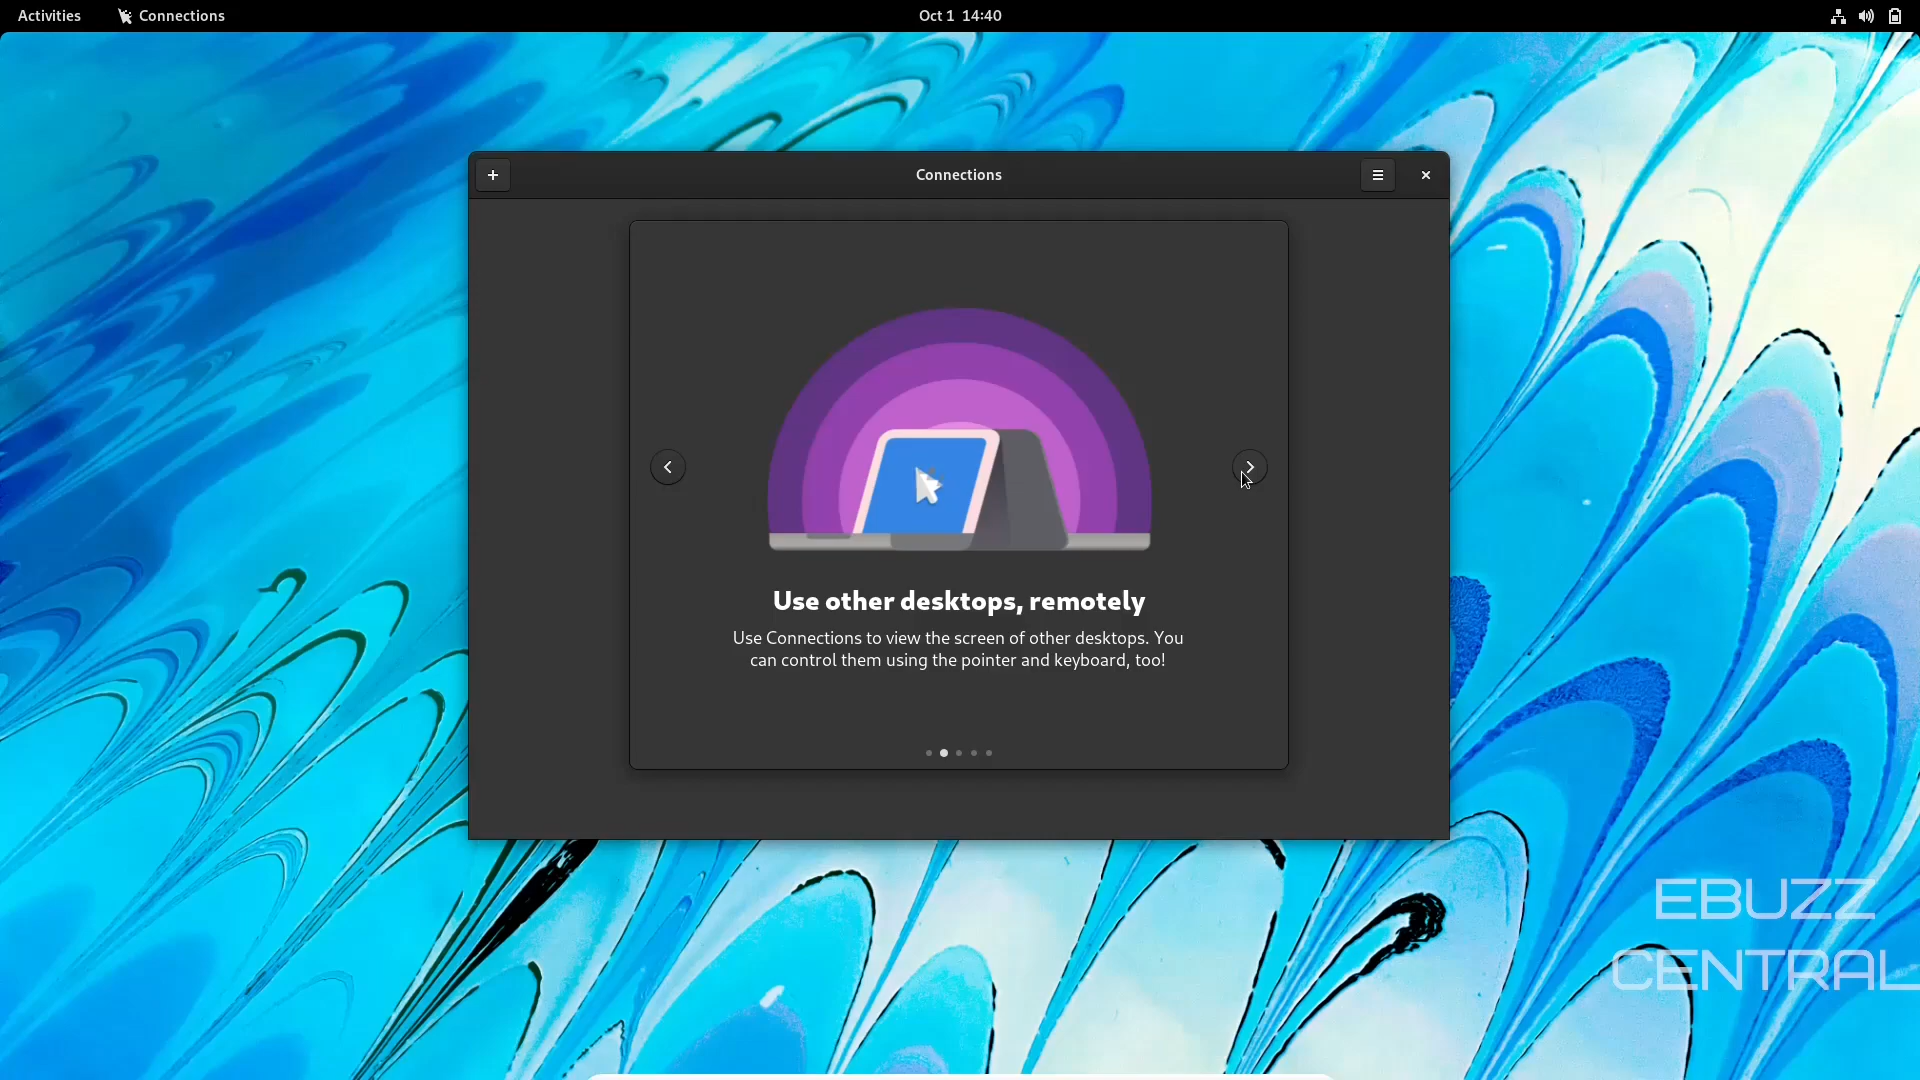 Activities
Connections
Oct 1 14:40
Connections
Use other desktops, remotely
Use Connections to view the screen of other desktops. You
can control them using the pointer and keyboard, too!
EBUZZ
CENTRAL